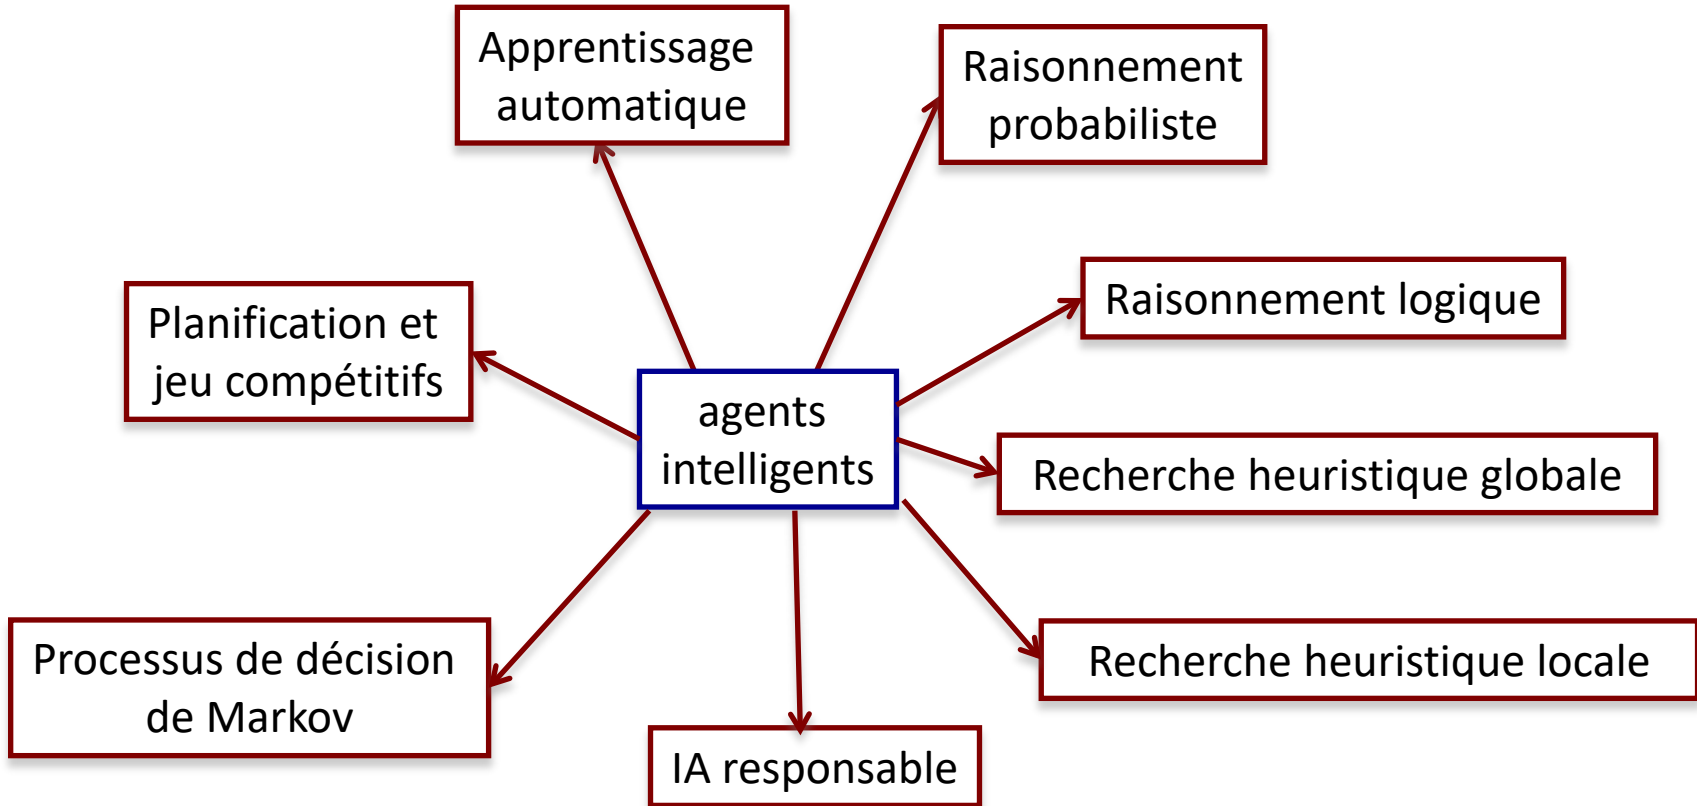 Apprentissage
automatique
Raisonnement
probabiliste
Raisonnement logique
Planification et
jeu compétitifs
agents
intelligents
Recherche heuristique globale
Processus de décision
de Markov
Recherche heuristique locale
IA responsable